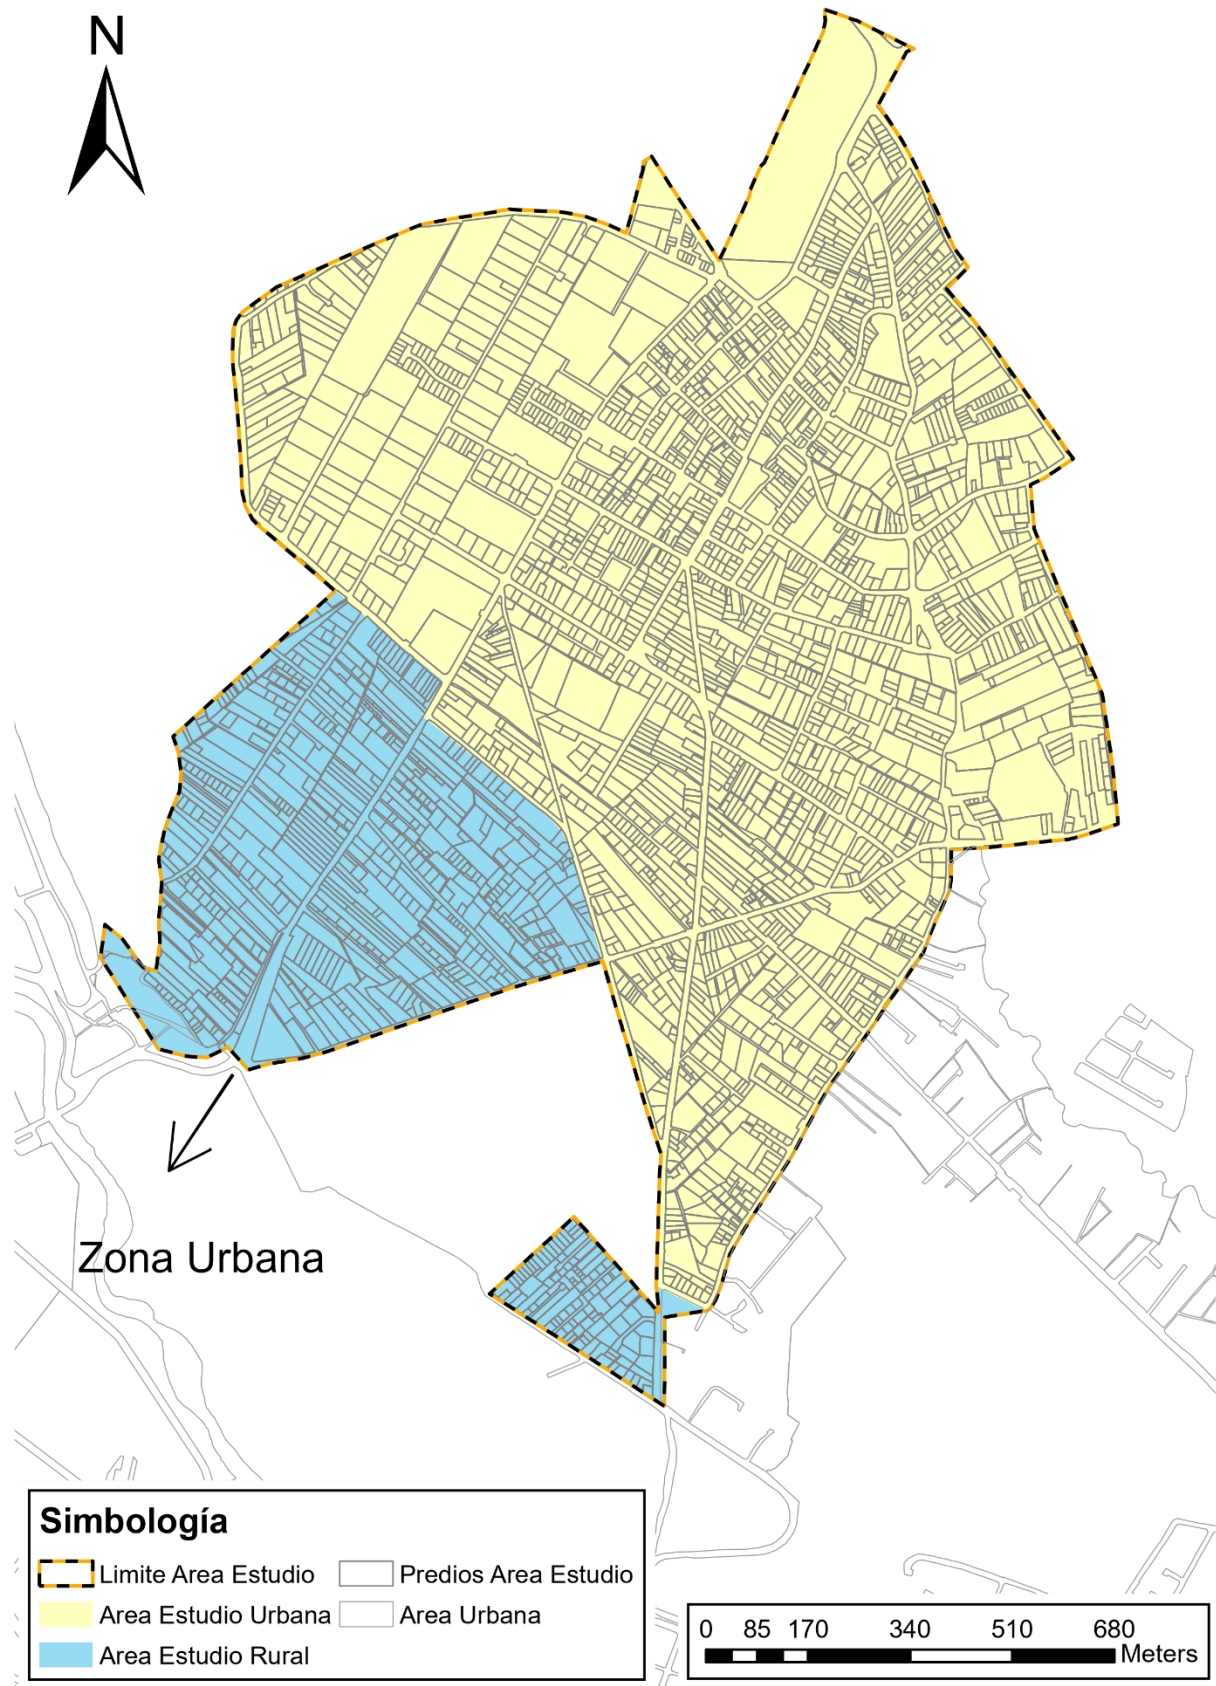 N
Zona Urbana
Simbología
Limite Area Estudio
Predios Area Estudio
Area Estudio Urbana
Area Urbana
Area Estudio Rural
0 85 170 340 510 680
Meters